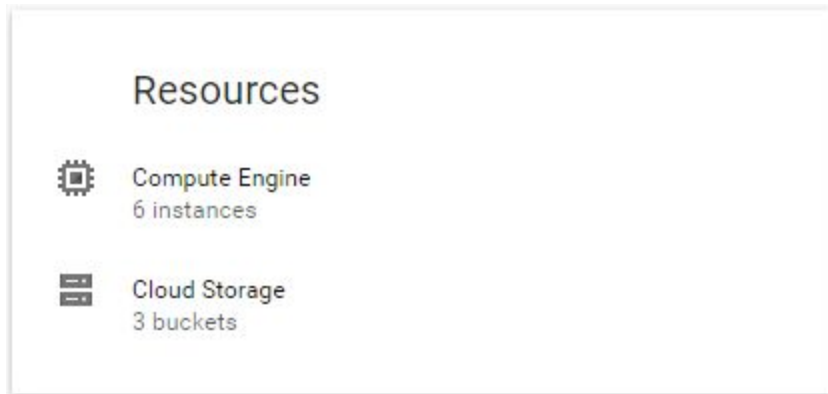 Resources
Compute Engine
6 instances
Cloud Storage
3 buckets